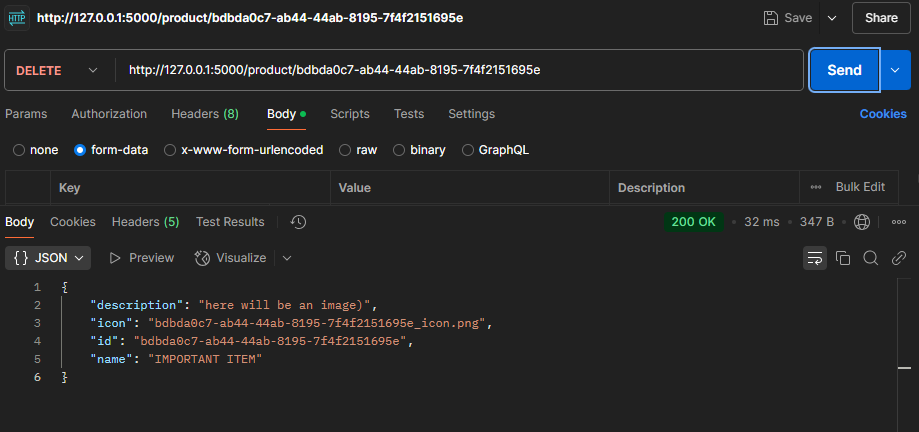 HTTP http://127.0.0.1:5000/product/bdbda0c7-ab44-44ab-8195-7f4f2151695e Save Share
DELETE http://127.0.0.1:5000/product/bdbda0c7-ab44-44ab-8195-7f4f2151695e Send
Params Authorization Headers (8) Body Scripts Tests Settings Cookies
none form-data x-www-form-urlencoded raw binary GraphQL
Key Value Description Bulk Edit
Body Cookies Headers (5) Test Results 200 OK • 32 ms • 347 B
{} JSON Preview Visualize
1 {
2 "description": "here will be an image)",
3 "icon": "bdbda0c7-ab44-44ab-8195-7f4f2151695e_icon.png",
4 "id": "bdbda0c7-ab44-44ab-8195-7f4f2151695e",
5 "name": "IMPORTANT ITEM"
6 }